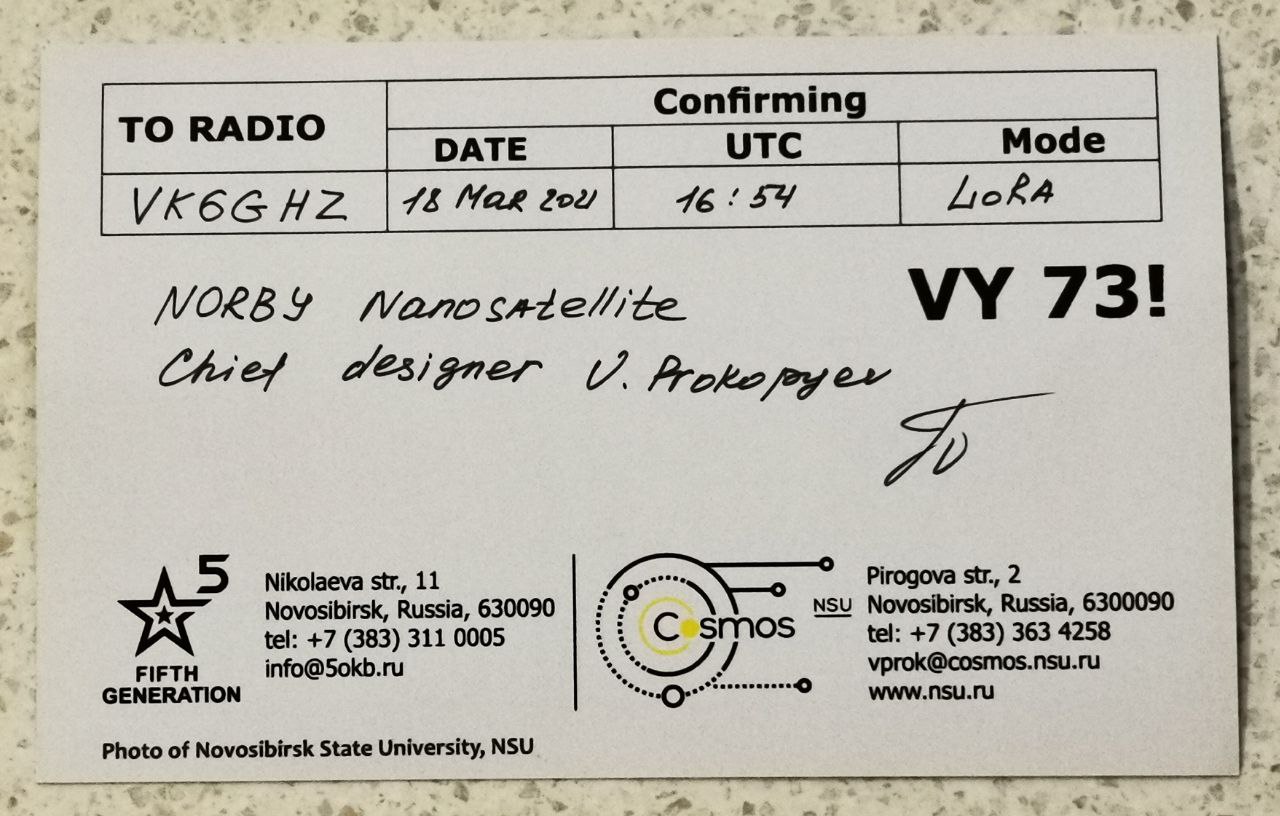 TO RADIO
Confirming
DATE UTC Mode
VK6GHZ 18 Mar 2021 16:54 LoRA
NORBY Nanosatellite
VY 73!
Chief designer V. Prokopyev
5
FIFTH
GENERATION
Nikolaeva str., 11
Novosibirsk, Russia, 630090
tel: +7 (383) 311 0005
info@5okb.ru
Cosmos
NSU
Pirogova str., 2
Novosibirsk, Russia, 6300090
tel: +7 (383) 363 4258
vprok@cosmos.nsu.ru
www.nsu.ru
Photo of Novosibirsk State University, NSU